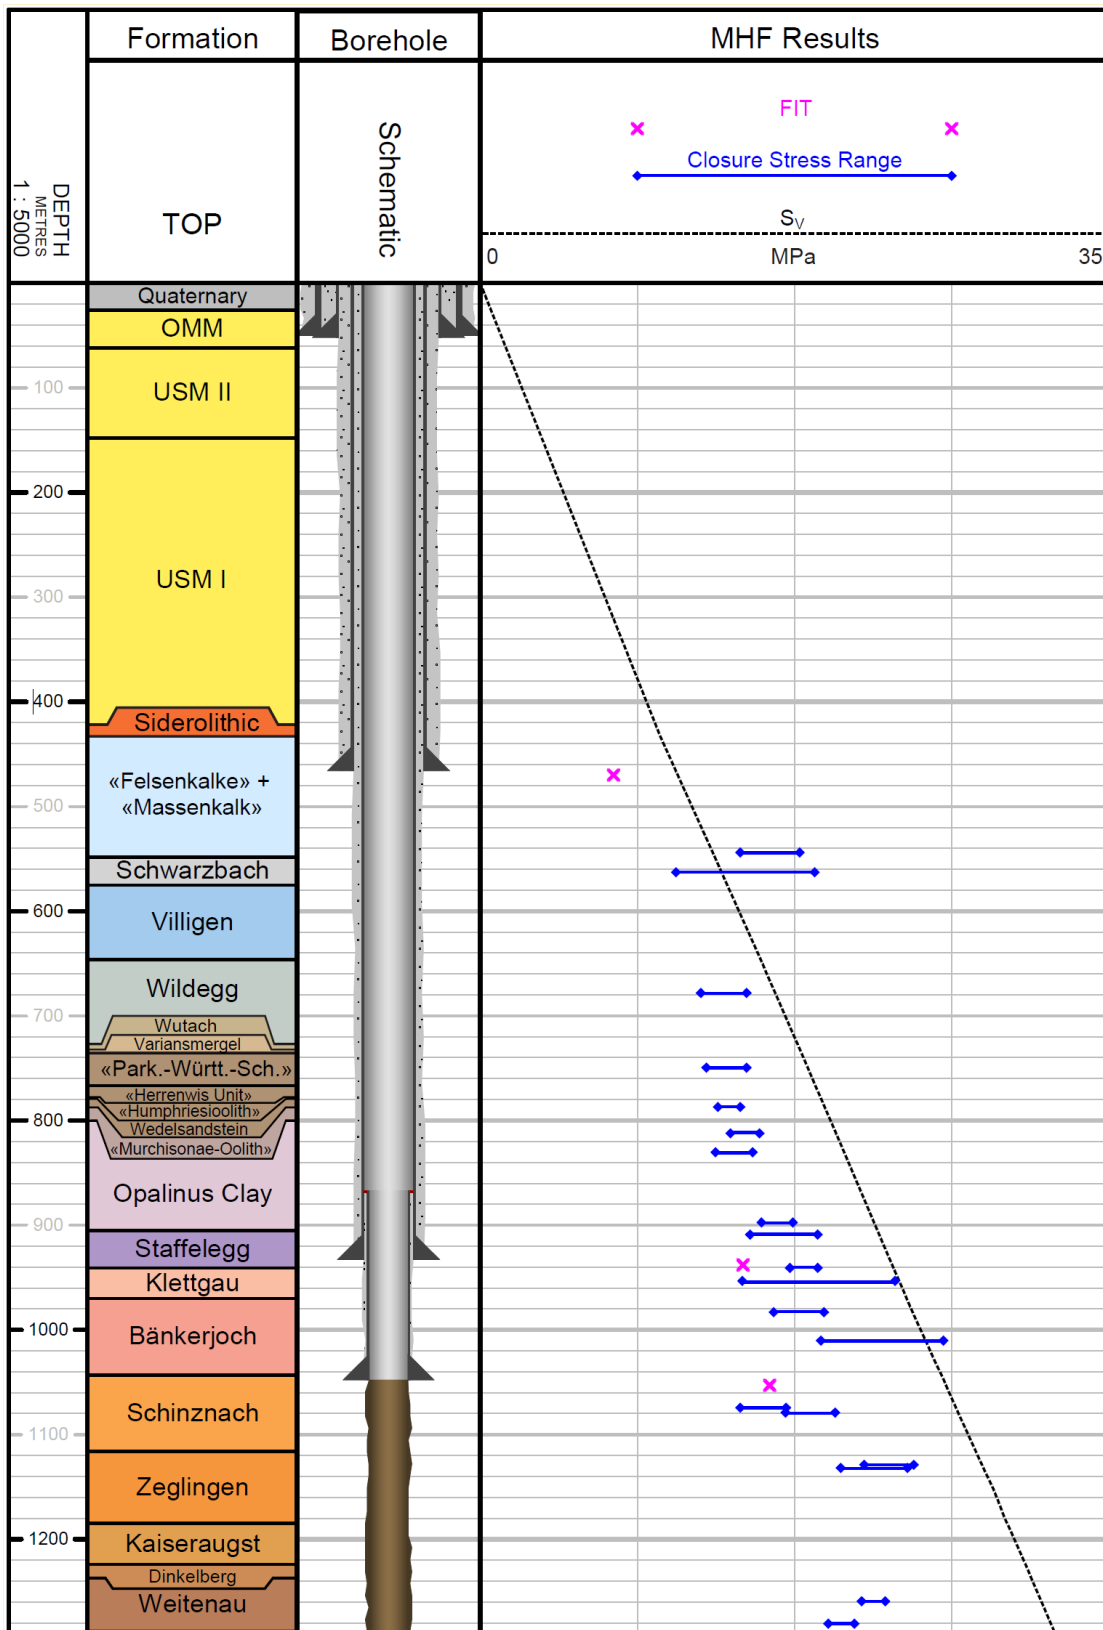 Formation
Borehole
MHF Results
DEPTH
METRES
1 : 5000
TOP
Schematic
FIT
Closure Stress Range
SV
0
MPa
35
Quaternary
OMM
USM II
100
200
USM I
300
400
Siderolithic
«Felsenkalke» +
«Massenkalk»
500
Schwarzbach
600
Villigen
Wildegg
700
Wutach
Variansmergel
«Park.-Württ.-Sch.»
«Herrenwis Unit»
«Humphriesioolith»
800
Wedelsandstein
«Murchisonae-Oolith»
Opalinus Clay
900
Staffelegg
Klettgau
1000
Bänkerjoch
Schinznach
1100
Zeglingen
1200
Kaiseraugst
Dinkelberg
Weitenau